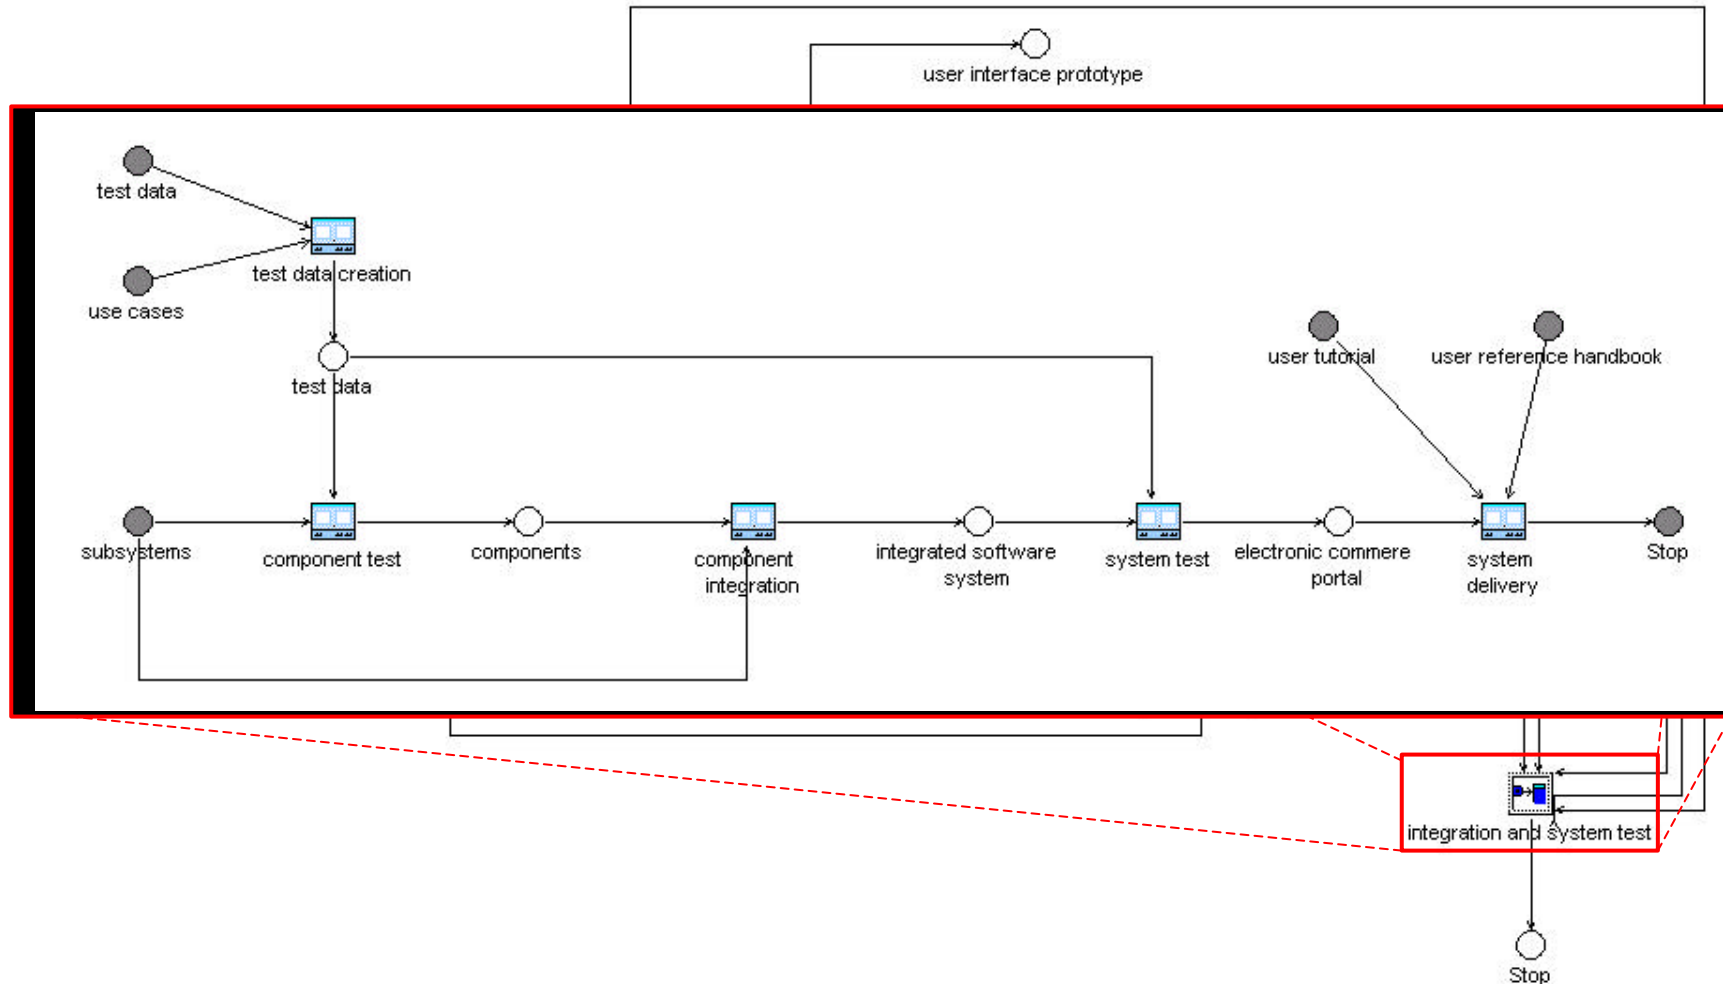 user interface prototype
test data
test data creation
use cases
user tutorial
user reference handbook
test data
subsystems
component test
components
component
integration
integrated software
system
system test
electronic commere
portal
system
delivery
Stop
integration and system test
Stop